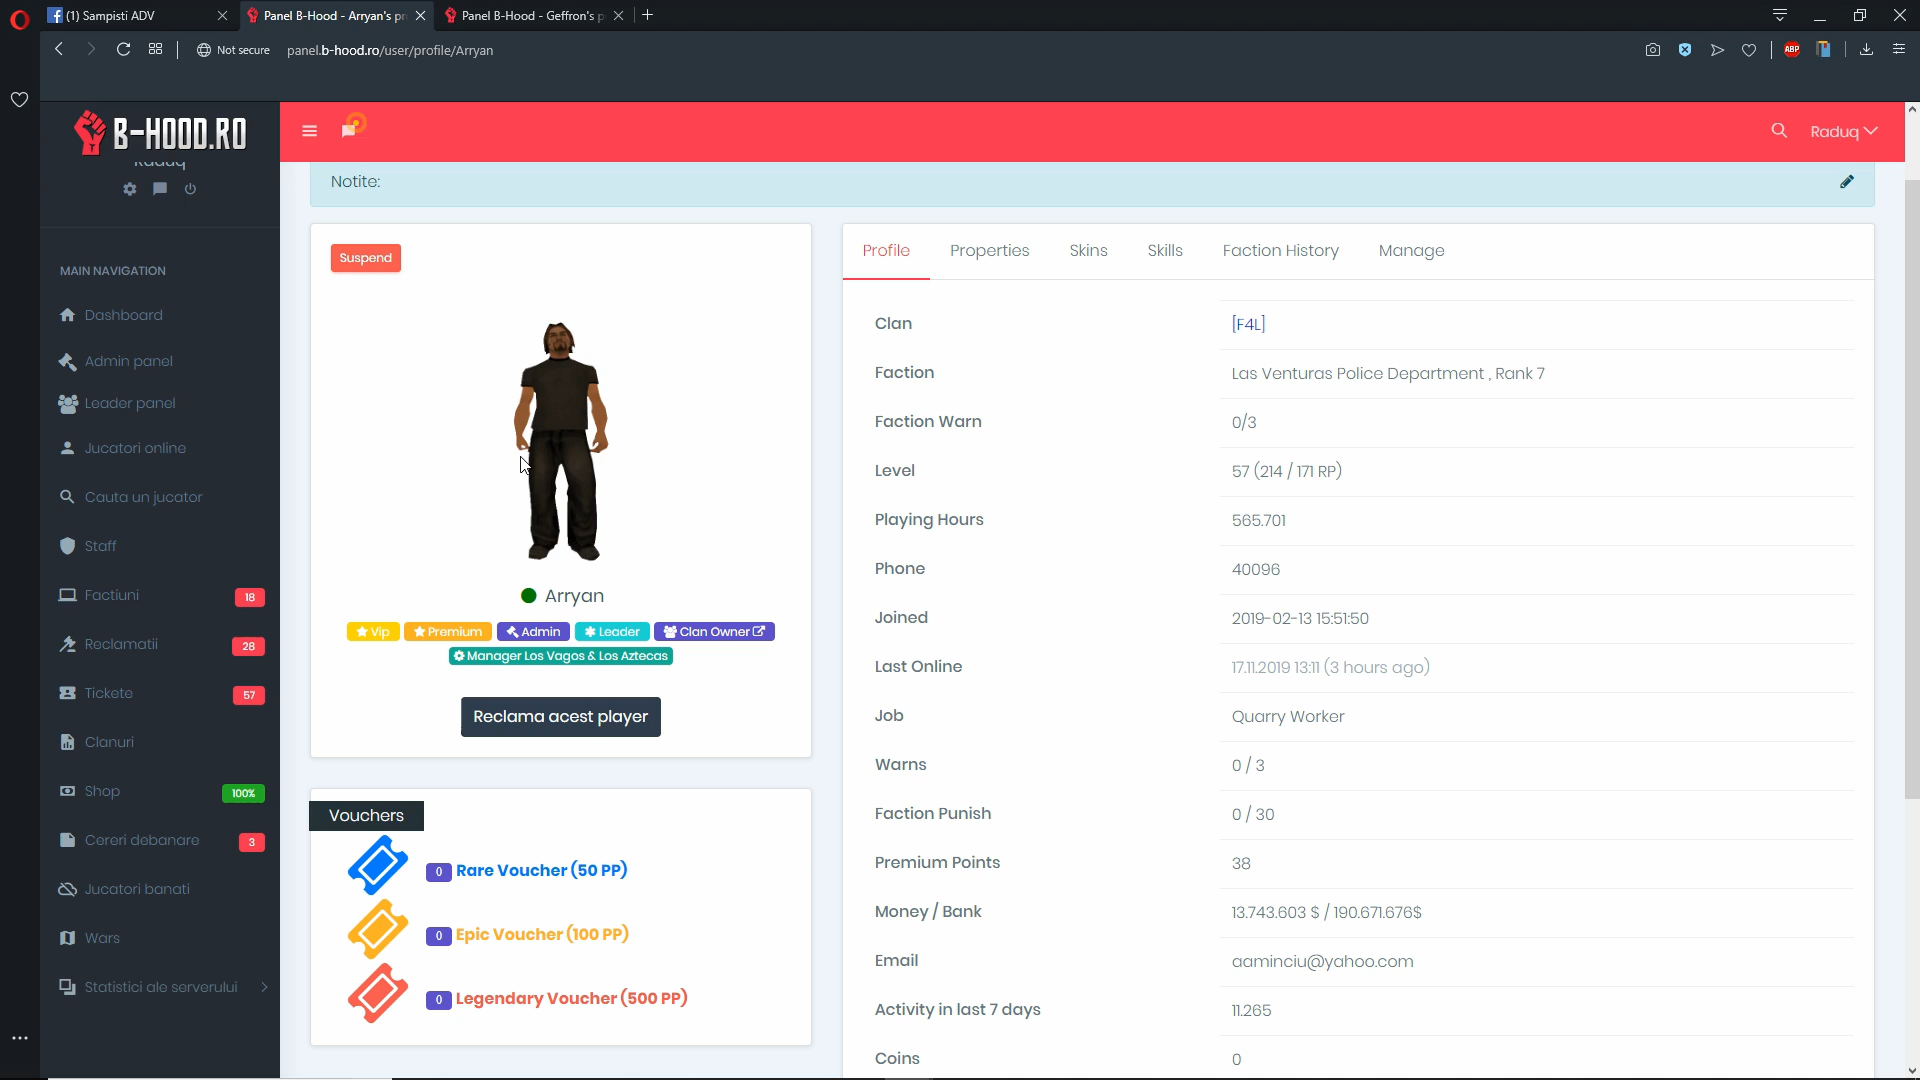 (1) Sampisti ADV
Panel B-Hood - Arryan's pr
Panel B-Hood - Geffron's p
Not secure
panel.b-hood.ro/user/profile/Arryan
ABP
B-HOOD.RO
Raduq
Raduq
MAIN NAVIGATION
Dashboard
Admin panel
Leader panel
Jucatori online
Cauta un jucator
Staff
Factiuni 18
Reclamatii 28
Tickete 57
Clanuri
Shop 100%
Cereri debanare 3
Jucatori banati
Wars
Statistici ale serverului
Notite:
Suspend
Arryan
Vip Premium Admin Leader Clan Owner
Manager Los Vagos & Los Aztecas
Reclama acest player
Vouchers
0 Rare Voucher (50 PP)
0 Epic Voucher (100 PP)
0 Legendary Voucher (500 PP)
Profile Properties Skins Skills Faction History Manage
Clan [F4L]
Faction Las Venturas Police Department , Rank 7
Faction Warn 0/3
Level 57 (214 / 171 RP)
Playing Hours 565.701
Phone 40096
Joined 2019-02-13 15:51:50
Last Online 17.11.2019 13:11 (3 hours ago)
Job Quarry Worker
Warns 0 / 3
Faction Punish 0 / 30
Premium Points 38
Money / Bank 13.743.603 $ / 190.671.676$
Email aaminciu@yahoo.com
Activity in last 7 days 11.265
Coins 0